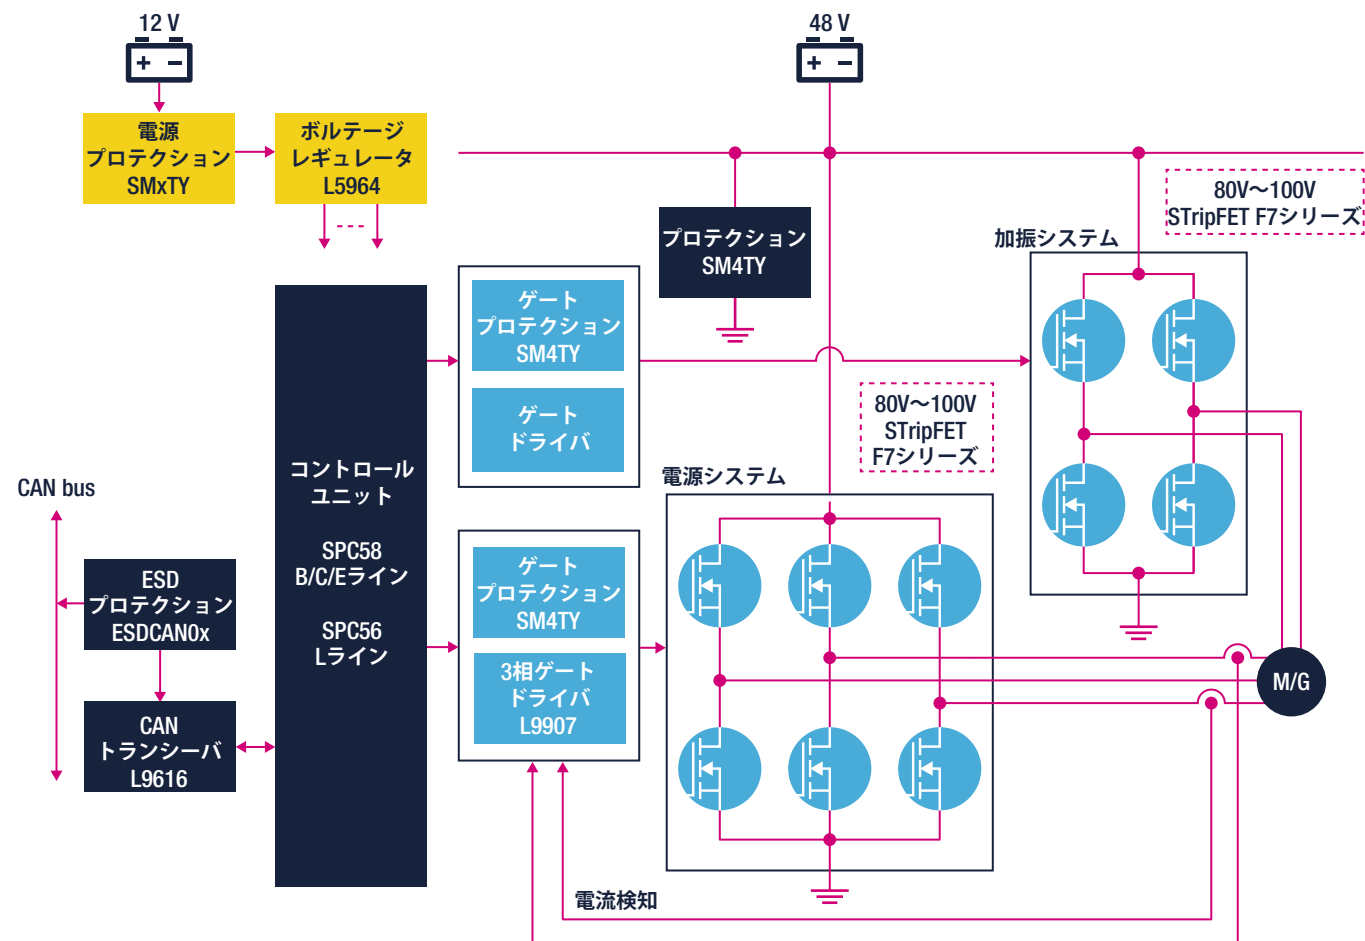 12 V
48 V
電源
プロテクション
SMxTY
ボルテージ
レギュレータ
L5964
プロテクション
SM4TY
80V～100V
STripFET F7シリーズ
加振システム
ゲート
プロテクション
SM4TY
ゲート
ドライバ
80V～100V
STripFET
F7シリーズ
コントロール
ユニット
SPC58
B/C/Eライン
SPC56
Lライン
電源システム
CAN bus
ESD
プロテクション
ESDCAN0x
ゲート
プロテクション
SM4TY
3相ゲート
ドライバ
L9907
M/G
CAN
トランシーバ
L9616
電流検知